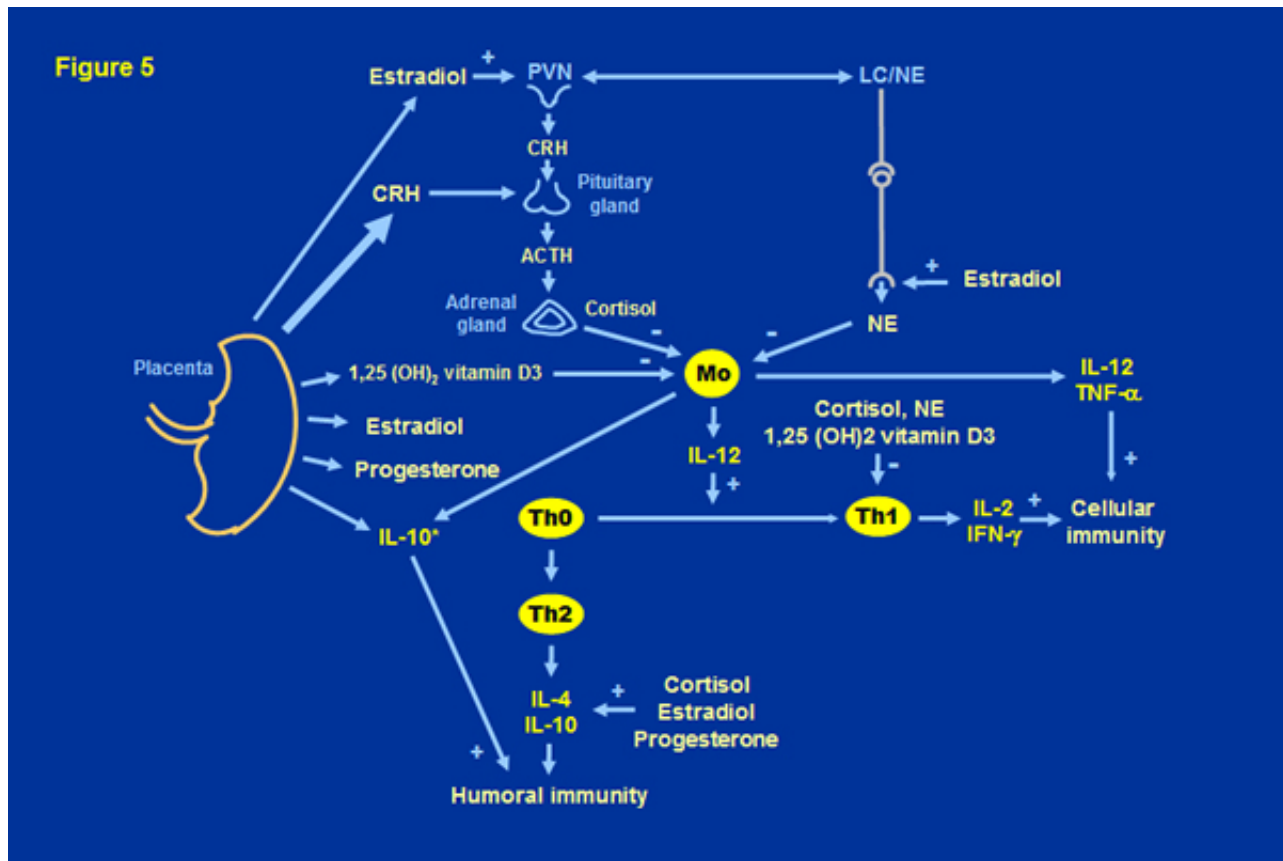 Figure 5
Estradiol
+
PVN
LC/NE
CRH
CRH
Pituitary
gland
ACTH
+
Estradiol
Adrenal
gland
Cortisol
-
-
NE
Placenta
1,25 (OH)₂ vitamin D3
-
Mo
IL-12
TNF-α
Estradiol
Cortisol, NE
1,25 (OH)2 vitamin D3
IL-12
-
+
Progesterone
+
IL-10*
Th0
Th1
IL-2
IFN-γ
+
Cellular
immunity
Th2
IL-4
IL-10
+
Cortisol
Estradiol
Progesterone
+
Humoral immunity